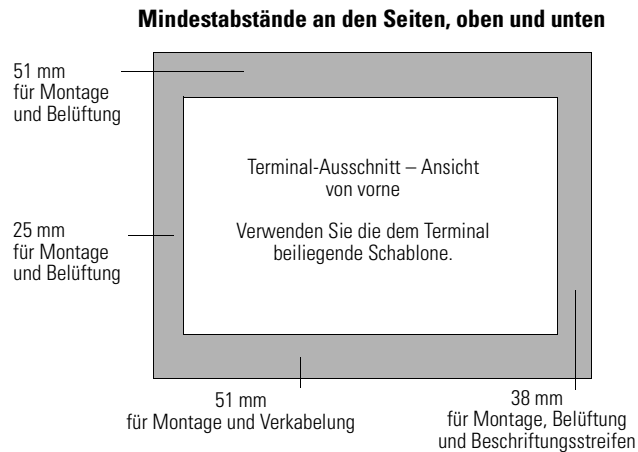 Mindestabstände an den Seiten, oben und unten
51 mm
für Montage
und Belüftung
Terminal-Ausschnitt – Ansicht
von vorne
Verwenden Sie die dem Terminal
beiliegende Schablone.
25 mm
für Montage
und Belüftung
51 mm
für Montage und Verkabelung
38 mm
für Montage, Belüftung
und Beschriftungsstreifen